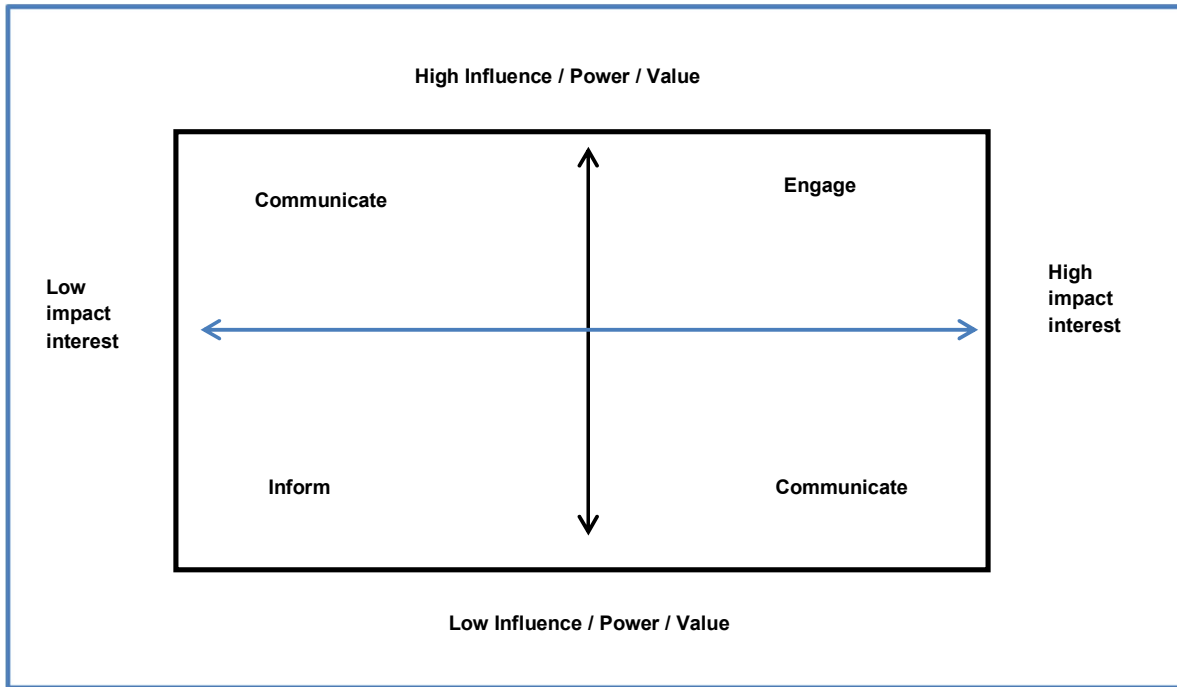 High Influence / Power / Value
Communicate
Engage
Low
impact
interest
High
impact
interest
Inform
Communicate
Low Influence / Power / Value